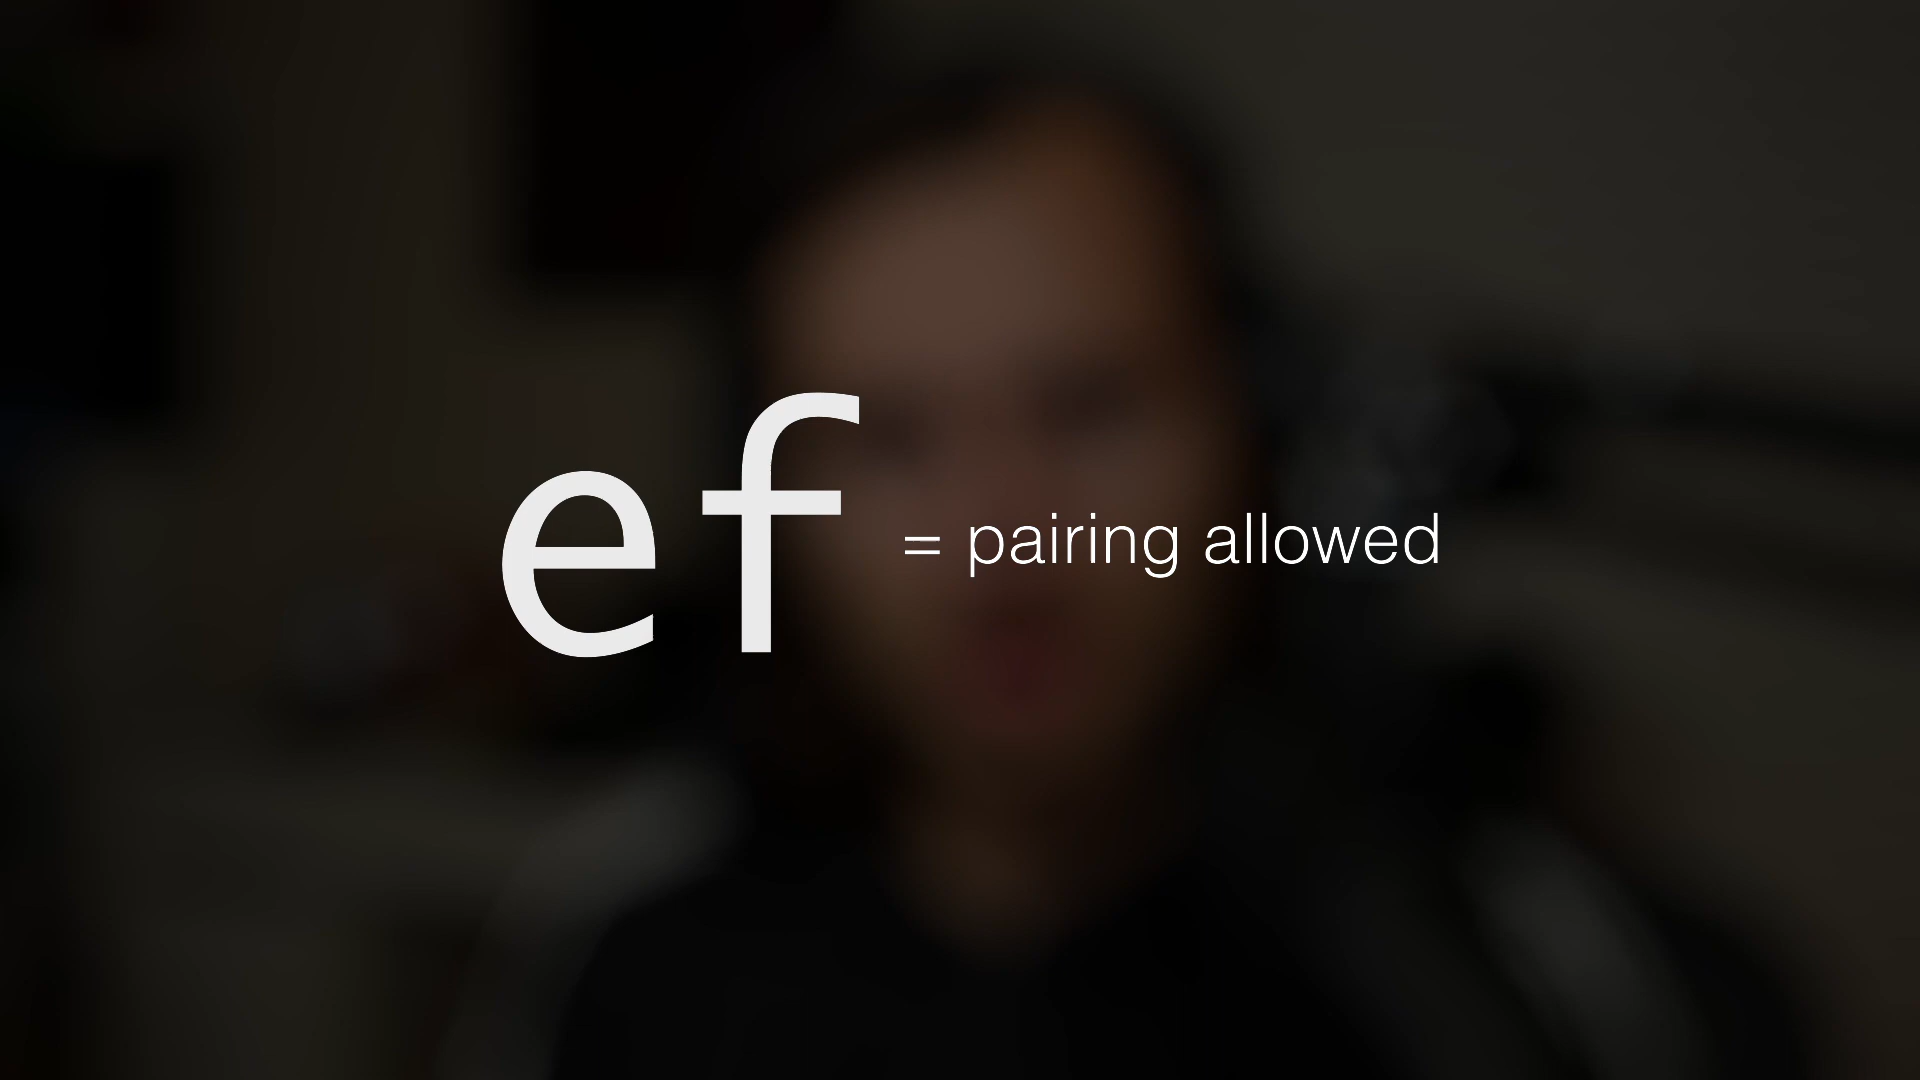 ef = pairing allowed